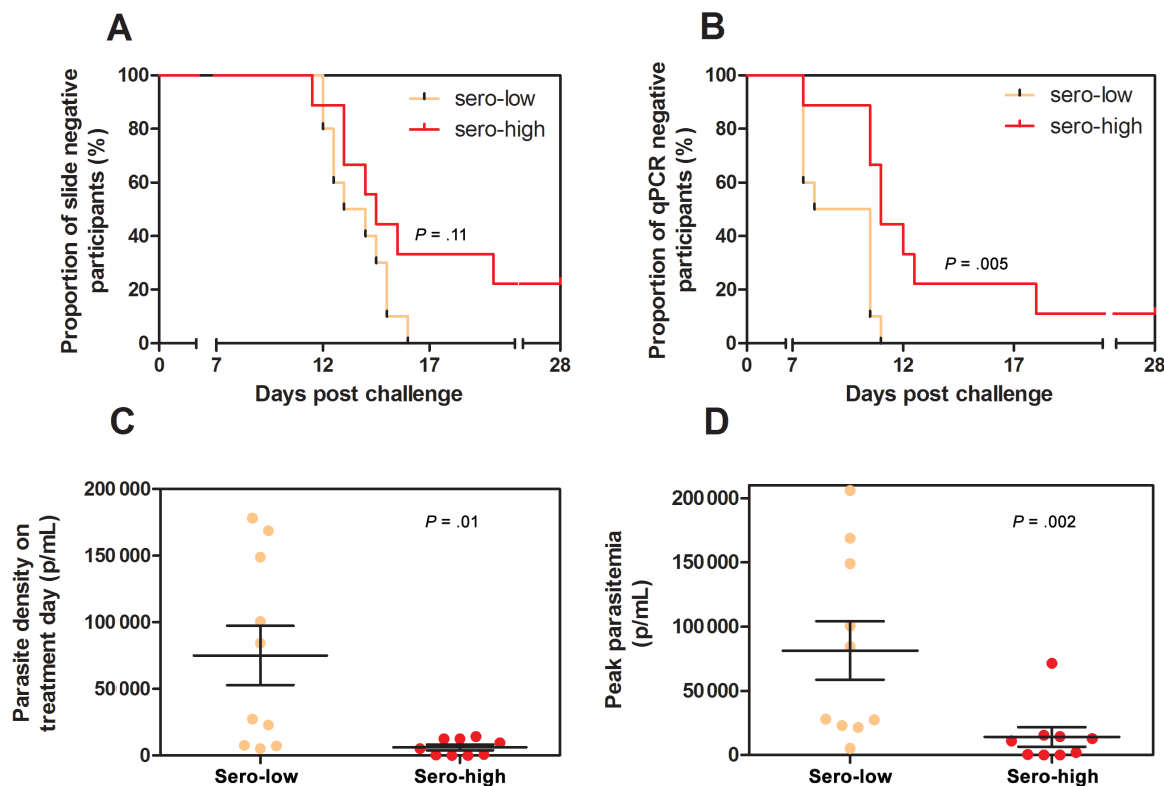 A
Proportion of slide negative
participants (%)
100
80
60
40
20
0
sero-low
sero-high
P = .11
0 7 12 17 28
Days post challenge
B
Proportion of qPCR negative
participants (%)
100
80
60
40
20
0
sero-low
sero-high
P = .005
0 7 12 17 28
Days post challenge
C
Parasite density on
treatment day (p/mL)
200 000
150 000
100 000
50 000
0
P = .01
Sero-low Sero-high
D
Peak parasitemia
(p/mL)
200 000
150 000
100 000
50 000
0
P = .002
Sero-low Sero-high